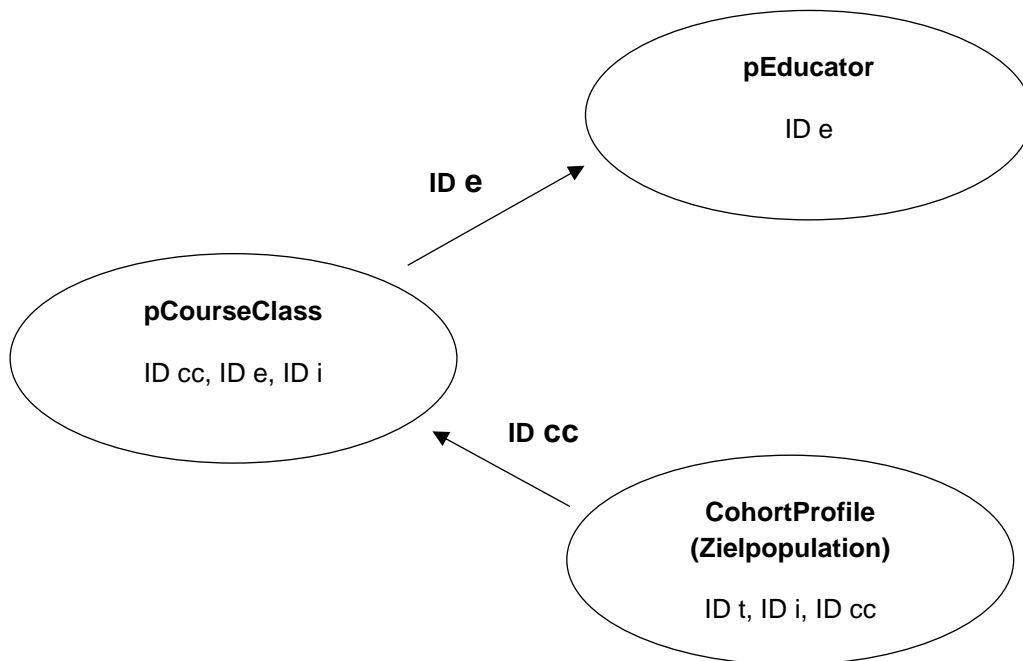 pEducator
ID e
ID e
pCourseClass
ID cc, ID e, ID i
ID cc
CohortProfile
(Zielpopulation)
ID t, ID i, ID cc